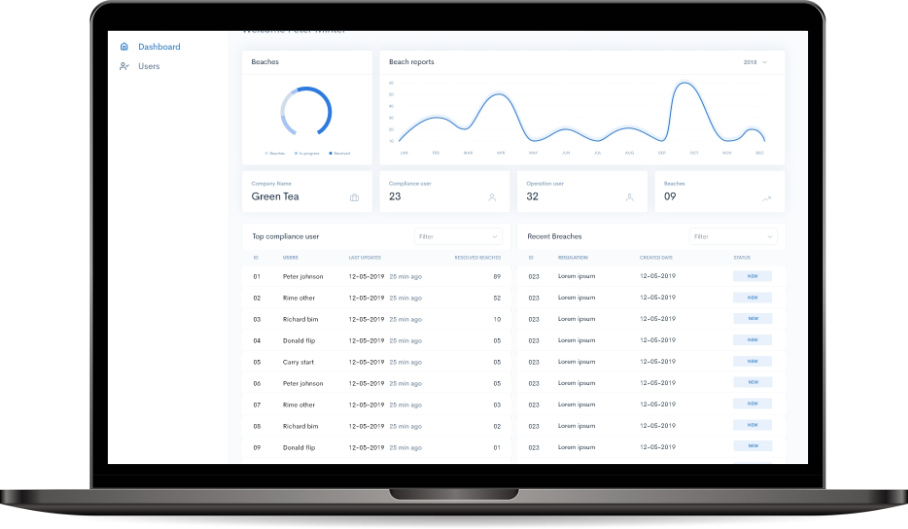 Welcome Peter Minter
Dashboard
Users
Beaches
Beach reports
2018
60
50
40
30
20
10
JAN
FEB
MAR
APR
MAY
JUN
JUL
AUG
SEP
OCT
NOV
DEC
Beaches In progress Resolved
Company Name
Green Tea
Compliance user
23
Operation user
32
Beaches
09
Top compliance user
Filter
ID USERS LAST UPDATED RESOLVED BEACHES
01 Peter johnson 12-05-2019 25 min ago 89
02 Rime other 12-05-2019 25 min ago 52
03 Richard bim 12-05-2019 25 min ago 10
04 Donald flip 12-05-2019 25 min ago 05
05 Carry start 12-05-2019 25 min ago 05
06 Peter johnson 12-05-2019 25 min ago 05
07 Rime other 12-05-2019 25 min ago 03
08 Richard bim 12-05-2019 25 min ago 02
09 Donald flip 12-05-2019 25 min ago 01
Recent Breaches
Filter
ID REGULATION CREATED DATE STATUS
023 Lorem ipsum 12-05-2019 NEW
023 Lorem ipsum 12-05-2019 NEW
023 Lorem ipsum 12-05-2019 NEW
023 Lorem ipsum 12-05-2019 NEW
023 Lorem ipsum 12-05-2019 NEW
023 Lorem ipsum 12-05-2019 NEW
023 Lorem ipsum 12-05-2019 NEW
023 Lorem ipsum 12-05-2019 NEW
023 Lorem ipsum 12-05-2019 NEW